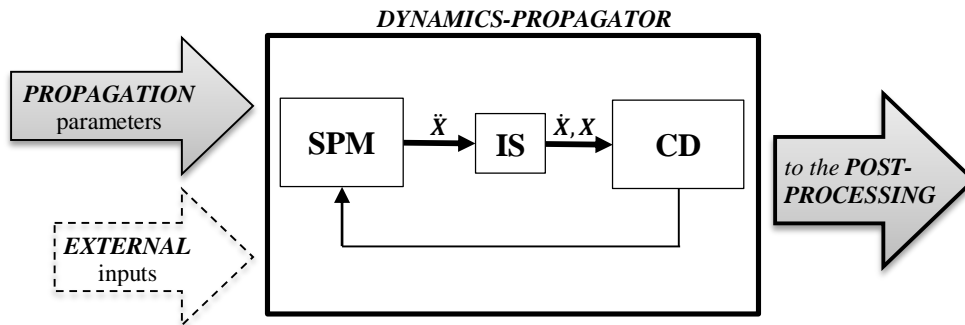 DYNAMICS-PROPAGATOR
PROPAGATION
parameters
EXTERNAL
inputs
SPM
Ẍ
IS
Ẋ, X
CD
to the POST-
PROCESSING